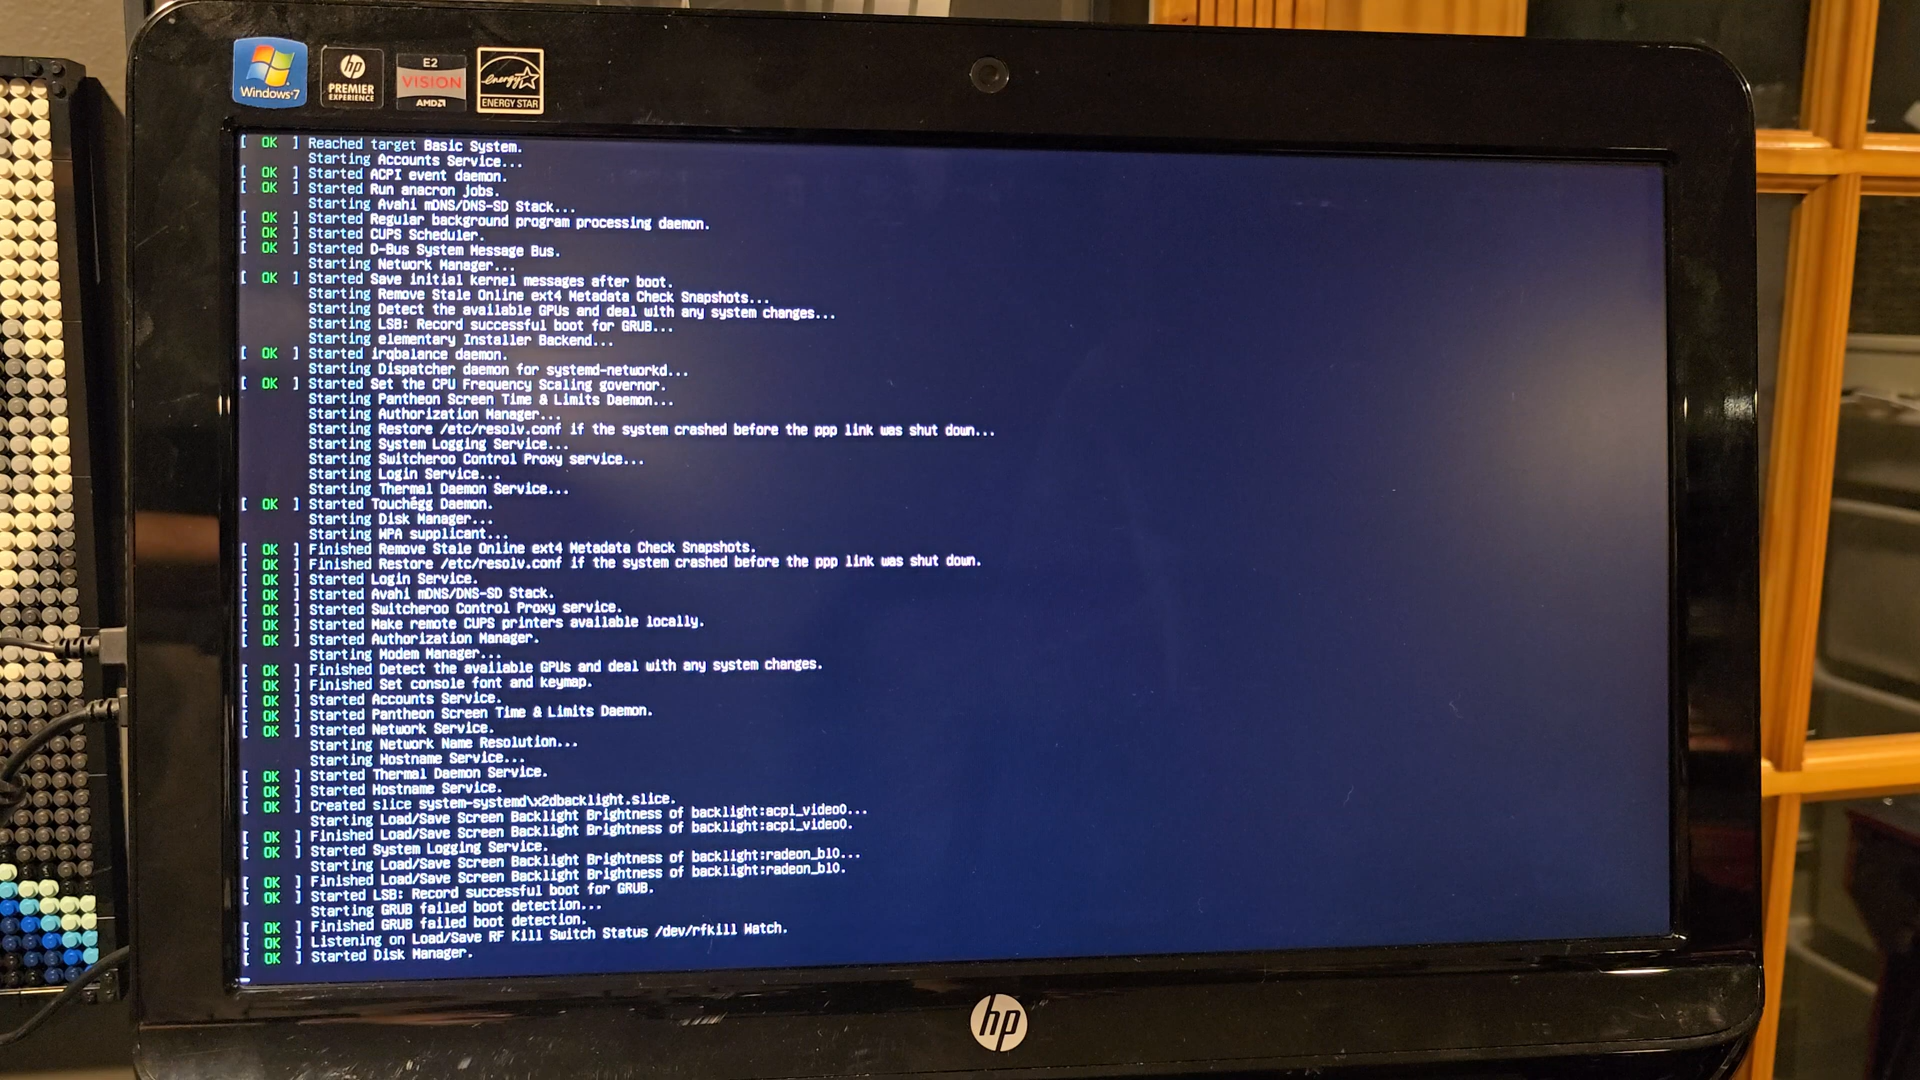 Windows 7
hp
PREMIER
EXPERIENCE
E2
VISION
AMD
energy
ENERGY STAR
[ OK ] Reached target Basic System.
Starting Accounts Service...
[ OK ] Started ACPI event daemon.
[ OK ] Started Run anacron jobs.
Starting Avahi mDNS/DNS-SD Stack...
[ OK ] Started Regular background program processing daemon.
[ OK ] Started CUPS Scheduler.
[ OK ] Started D-Bus System Message Bus.
Starting Network Manager...
[ OK ] Started Save initial kernel messages after boot.
Starting Remove Stale Online ext4 Metadata Check Snapshots...
Starting Detect the available GPUs and deal with any system changes...
Starting LSB: Record successful boot for GRUB...
Starting elementary Installer Backend...
[ OK ] Started irqbalance daemon.
Starting Dispatcher daemon for systemd-networkd...
[ OK ] Started Set the CPU Frequency Scaling governor.
Starting Pantheon Screen Time & Limits Daemon...
Starting Authorization Manager...
Starting Restore /etc/resolv.conf if the system crashed before the ppp link was shut down...
Starting System Logging Service...
Starting Switcheroo Control Proxy service...
Starting Login Service...
Starting Thermal Daemon Service...
[ OK ] Started Touchégg Daemon.
Starting Disk Manager...
Starting WPA supplicant...
[ OK ] Finished Remove Stale Online ext4 Metadata Check Snapshots.
[ OK ] Finished Restore /etc/resolv.conf if the system crashed before the ppp link was shut down.
[ OK ] Started Login Service.
[ OK ] Started Avahi mDNS/DNS-SD Stack.
[ OK ] Started Switcheroo Control Proxy service.
[ OK ] Started Make remote CUPS printers available locally.
[ OK ] Started Authorization Manager.
Starting Modem Manager...
[ OK ] Finished Detect the available GPUs and deal with any system changes.
[ OK ] Finished Set console font and keymap.
[ OK ] Started Accounts Service.
[ OK ] Started Pantheon Screen Time & Limits Daemon.
[ OK ] Started Network Service.
Starting Network Name Resolution...
Starting Hostname Service...
[ OK ] Started Thermal Daemon Service.
[ OK ] Started Hostname Service.
[ OK ] Created slice system-systemd\x2dbacklight.slice.
Starting Load/Save Screen Backlight Brightness of backlight:acpi_video0...
[ OK ] Finished Load/Save Screen Backlight Brightness of backlight:acpi_video0.
[ OK ] Started System Logging Service.
Starting Load/Save Screen Backlight Brightness of backlight:radeon_bl0...
[ OK ] Finished Load/Save Screen Backlight Brightness of backlight:radeon_bl0.
[ OK ] Started LSB: Record successful boot for GRUB.
Starting GRUB failed boot detection...
[ OK ] Finished GRUB failed boot detection.
[ OK ] Listening on Load/Save RF Kill Switch Status /dev/rfkill Watch.
[ OK ] Started Disk Manager.
hp